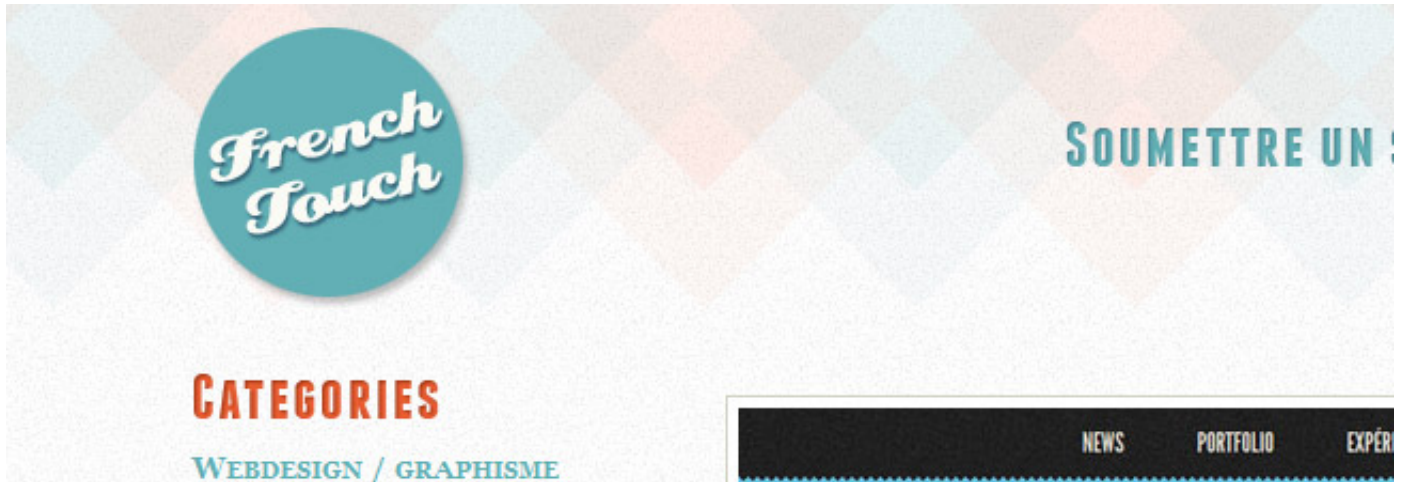 French
Touch
SOUMETTRE UN
CATEGORIES
WEBDESIGN / GRAPHISME
NEWS PORTFOLIO